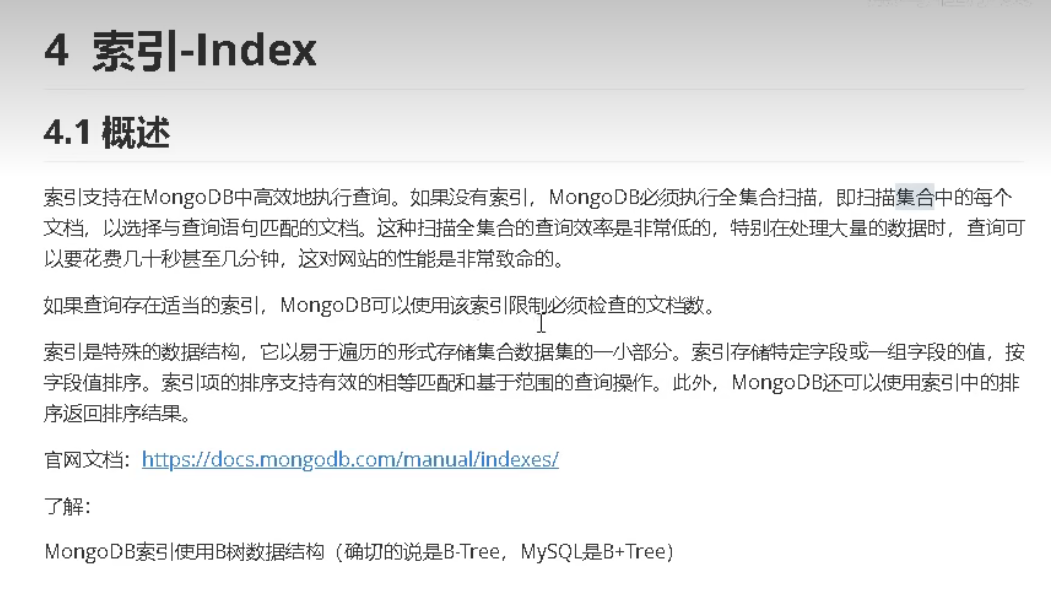 4 索引-Index
4.1 概述
索引支持在MongoDB中高效地执行查询。如果没有索引，MongoDB必须执行全集合扫描，即扫描集合中的每个
文档，以选择与查询语句匹配的文档。这种扫描全集合的查询效率是非常低的，特别在处理大量的数据时，查询可
以要花费几十秒甚至几分钟，这对网站的性能是非常致命的。
如果查询存在适当的索引，MongoDB可以使用该索引限制必须检查的文档数。
索引是特殊的数据结构，它以易于遍历的形式存储集合数据集的一小部分。索引存储特定字段或一组字段的值，按
字段值排序。索引项的排序支持有效的相等匹配和基于范围的查询操作。此外，MongoDB还可以使用索引中的排
序返回排序结果。
官网文档：https://docs.mongodb.com/manual/indexes/
了解：
MongoDB索引使用B树数据结构（确切的说是B-Tree，MySQL是B+Tree）